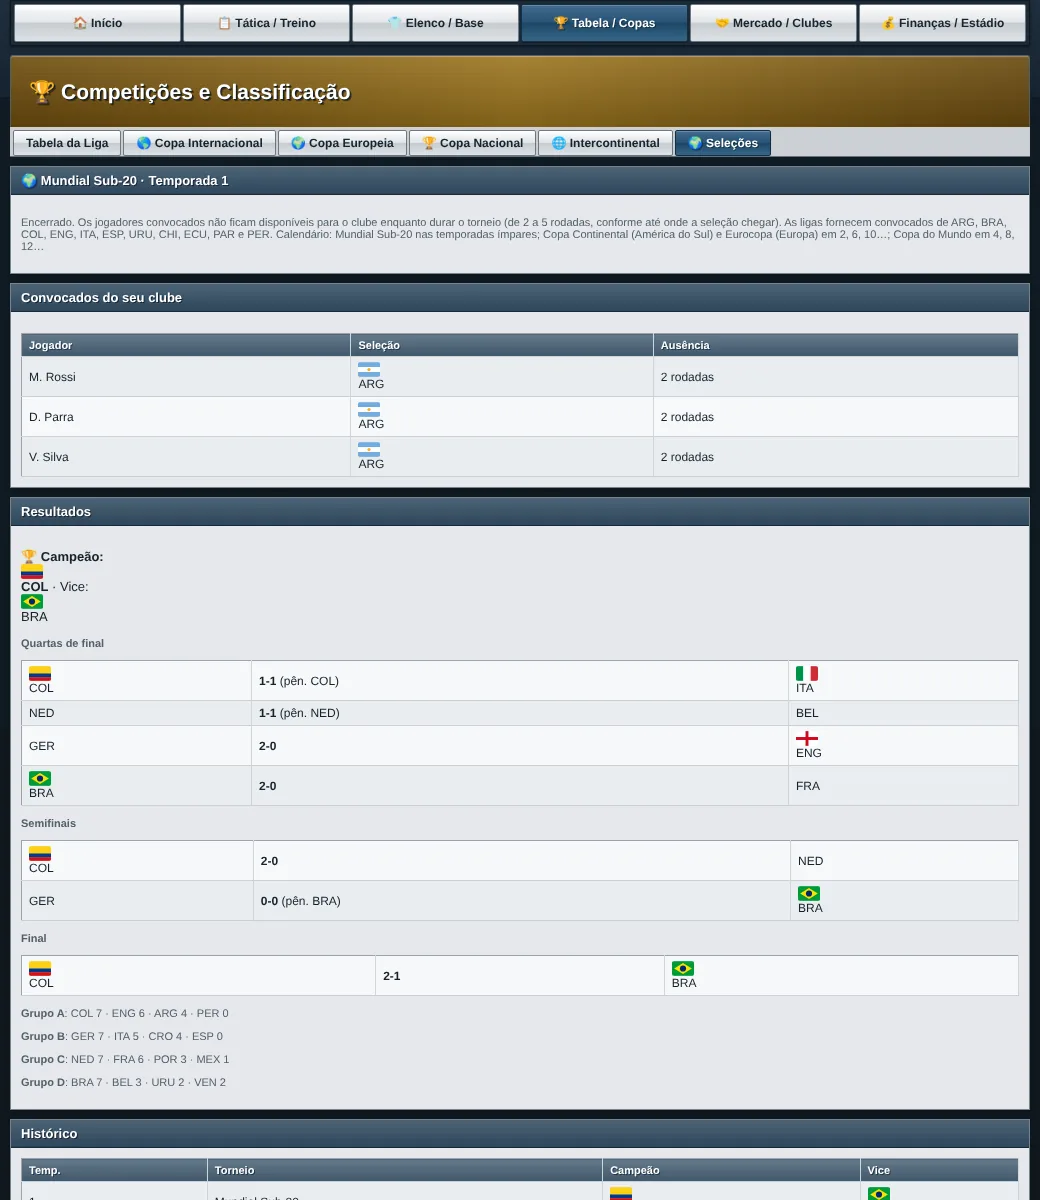 🏠 Início
📋 Tática / Treino
👕 Elenco / Base
🏆 Tabela / Copas
🤝 Mercado / Clubes
💰 Finanças / Estádio
🏆 Competições e Classificação
Tabela da Liga
🌎 Copa Internacional
🌍 Copa Europeia
🏆 Copa Nacional
🌐 Intercontinental
🌍 Seleções
🌍 Mundial Sub-20 · Temporada 1
Encerrado. Os jogadores convocados não ficam disponíveis para o clube enquanto durar o torneio (de 2 a 5 rodadas, conforme até onde a seleção chegar). As ligas fornecem convocados de ARG, BRA,
COL, ENG, ITA, ESP, URU, CHI, ECU, PAR e PER. Calendário: Mundial Sub-20 nas temporadas ímpares; Copa Continental (América do Sul) e Eurocopa (Europa) em 2, 6, 10…; Copa do Mundo em 4, 8,
12…
Convocados do seu clube
Jogador Seleção Ausência
M. Rossi ARG 2 rodadas
D. Parra ARG 2 rodadas
V. Silva ARG 2 rodadas
Resultados
🏆 Campeão:
COL · Vice:
BRA
Quartas de final
COL 1-1 (pên. COL) ITA
NED 1-1 (pên. NED) BEL
GER 2-0 ENG
BRA 2-0 FRA
Semifinais
COL 2-0 NED
GER 0-0 (pên. BRA) BRA
Final
COL 2-1 BRA
Grupo A: COL 7 · ENG 6 · ARG 4 · PER 0
Grupo B: GER 7 · ITA 5 · CRO 4 · ESP 0
Grupo C: NED 7 · FRA 6 · POR 3 · MEX 1
Grupo D: BRA 7 · BEL 3 · URU 2 · VEN 2
Histórico
Temp. Torneio Campeão Vice
1 Mundial Sub-20